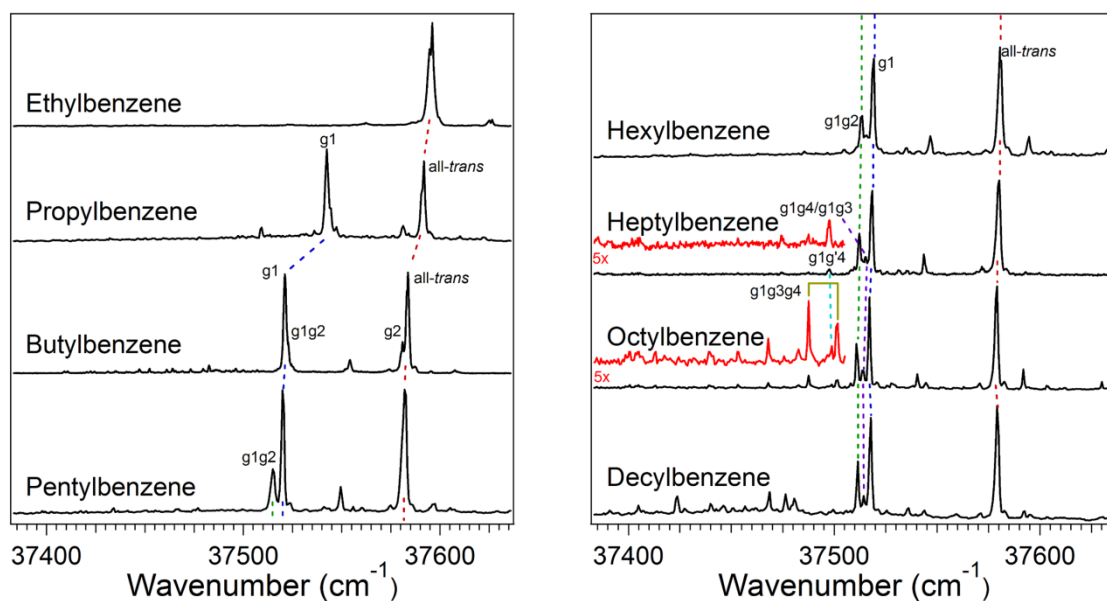 Ethylbenzene
g1
all-trans
Propylbenzene
g1
all-trans
g1g2
g2
Butylbenzene
g1g2
Pentylbenzene
37400
37500
37600
Wavenumber (cm-1)
g1
all-trans
g1g2
Hexylbenzene
g1g4/g1g3
Heptylbenzene
5x
g1g'4
g1g3g4
Octylbenzene
5x
Decylbenzene
37400
37500
37600
Wavenumber (cm-1)